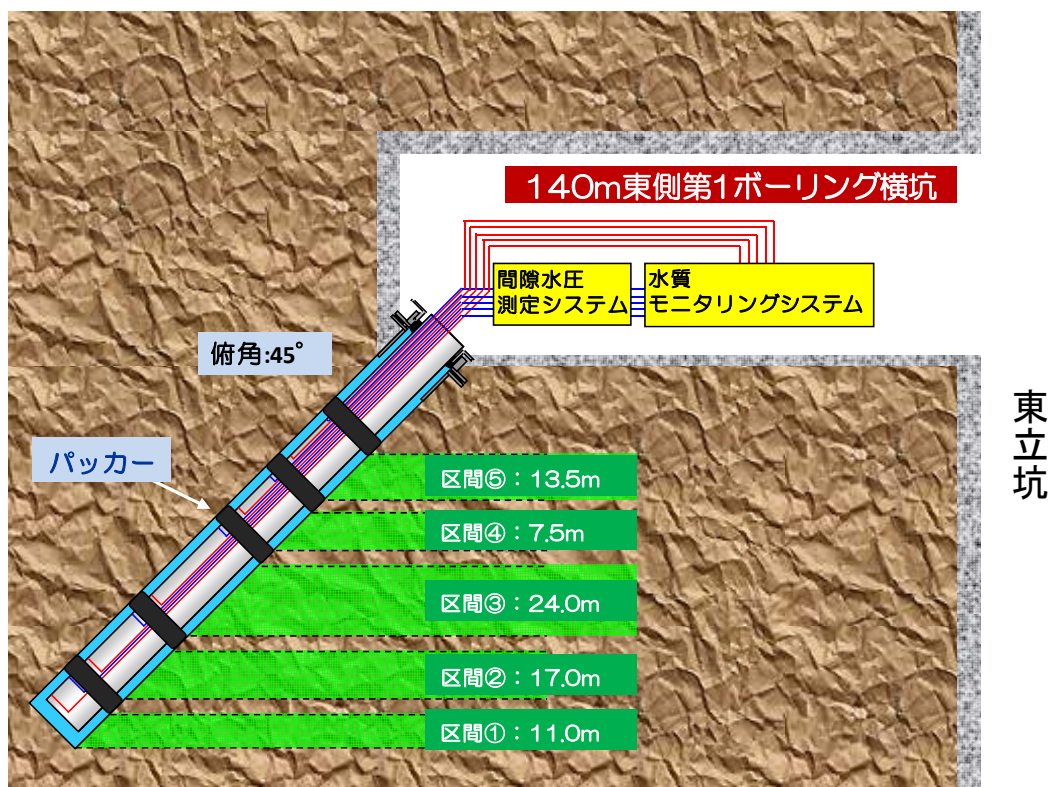 140m東側第1ボーリング横坑
間隙水圧
測定システム
水質
モニタリングシステム
俯角:45°
東立坑
パッカー
区間⑤：13.5m
区間④：7.5m
区間③：24.0m
区間②：17.0m
区間①：11.0m